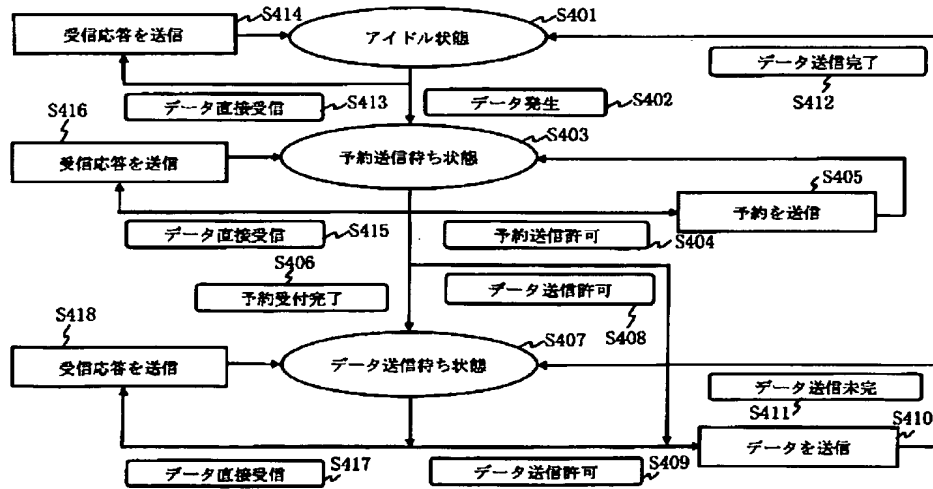 S414
S401
受信応答を送信
アイドル状態
データ送信完了
S412
データ直接受信
S413
データ発生
S402
S416
S403
受信応答を送信
予約送信待ち状態
S405
予約を送信
データ直接受信
S415
予約送信許可
S404
S406
予約受付完了
データ送信許可
S408
S418
S407
受信応答を送信
データ送信待ち状態
データ送信未完
S411
S410
データを送信
データ直接受信
S417
データ送信許可
S409